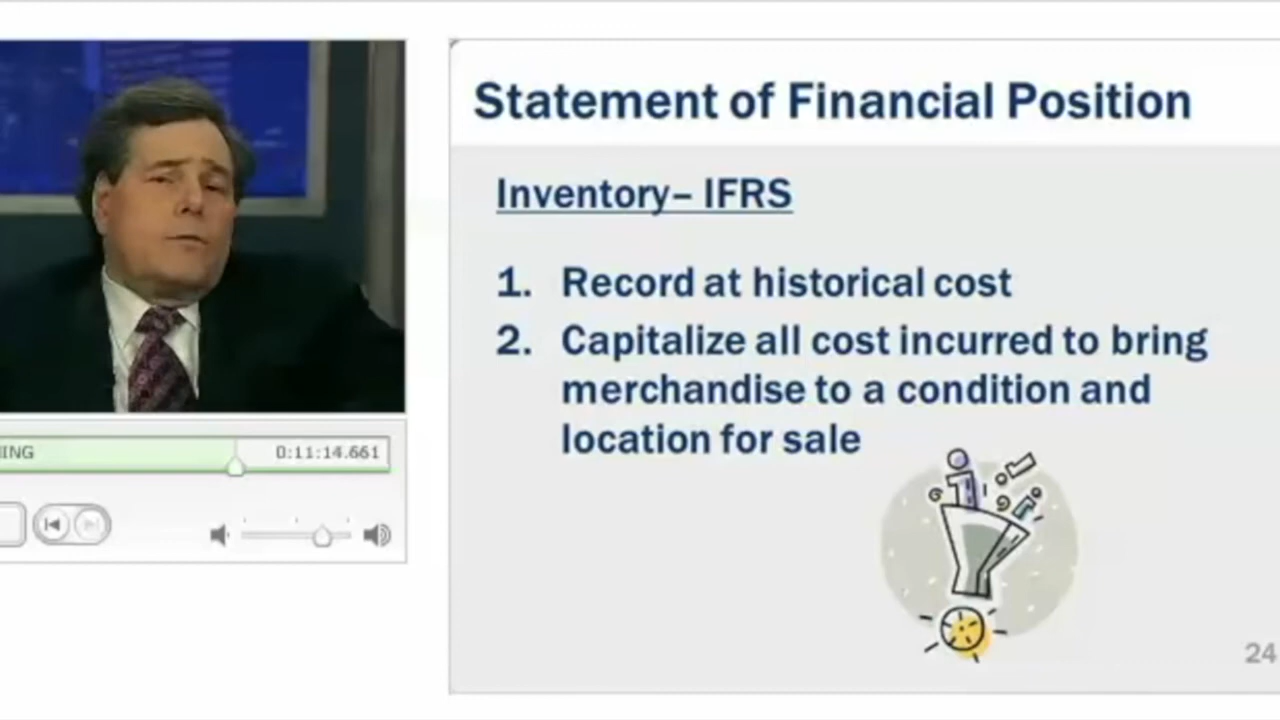 Statement of Financial Position
Inventory– IFRS
1. Record at historical cost
2. Capitalize all cost incurred to bring
merchandise to a condition and
location for sale
ING 0:11:14.661
24